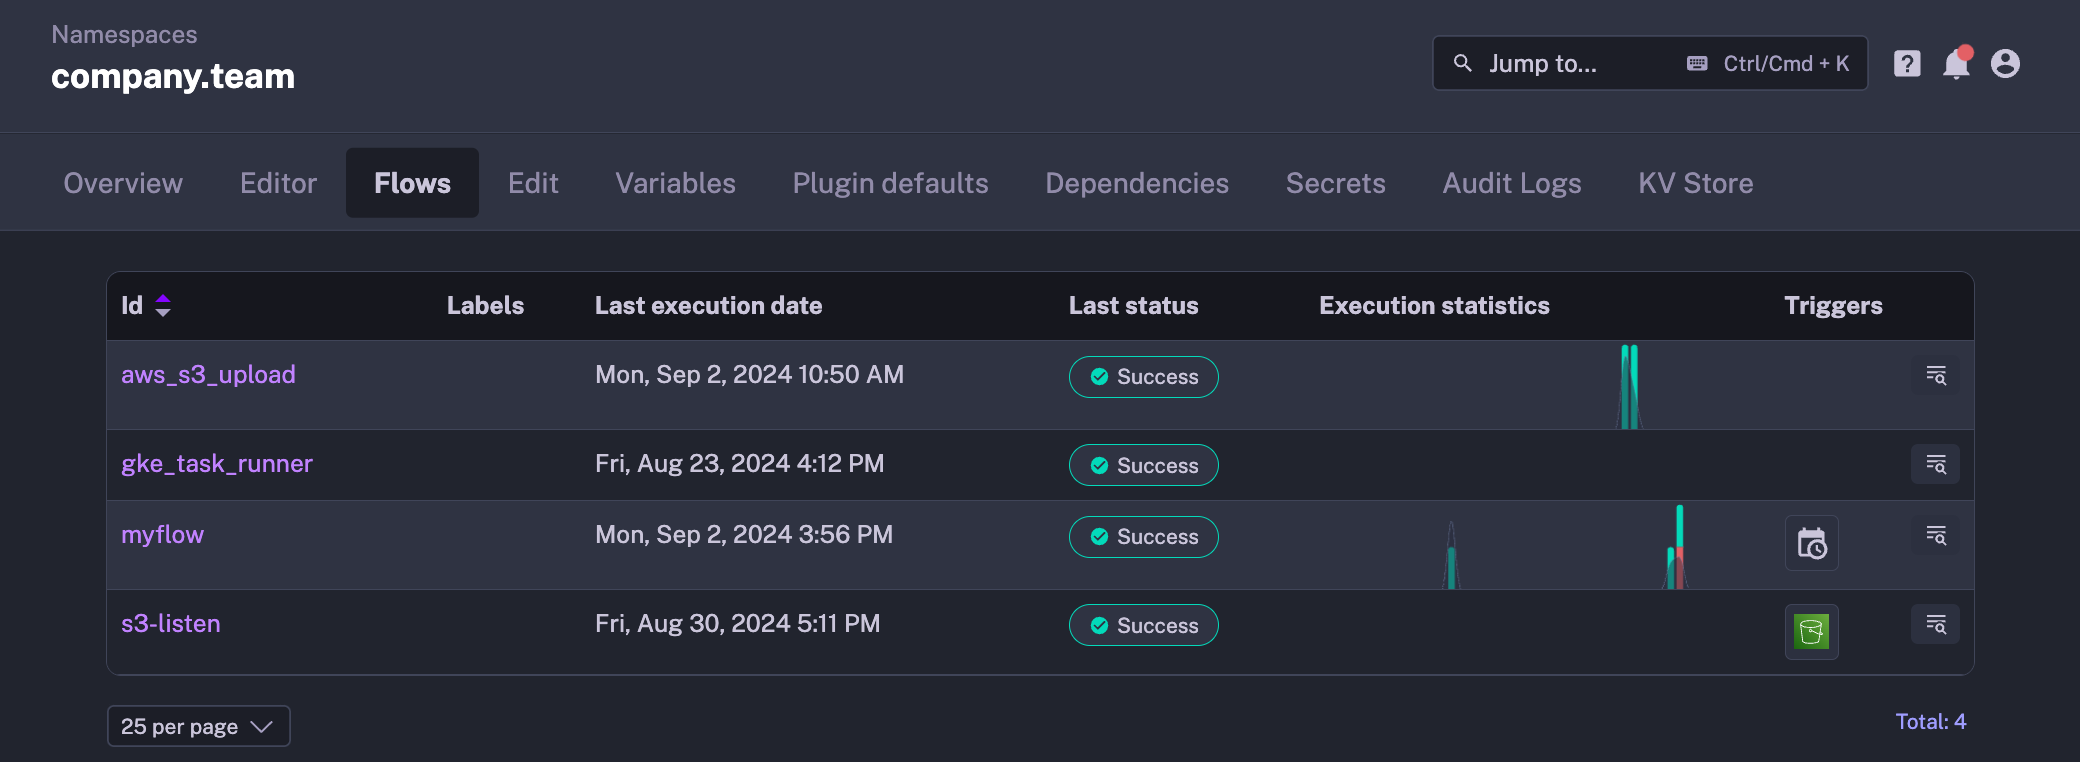 Namespaces
company.team
Jump to... Ctrl/Cmd + K
?
Overview Editor Flows Edit Variables Plugin defaults Dependencies Secrets Audit Logs KV Store
Id Labels Last execution date Last status Execution statistics Triggers
aws_s3_upload Mon, Sep 2, 2024 10:50 AM Success
gke_task_runner Fri, Aug 23, 2024 4:12 PM Success
myflow Mon, Sep 2, 2024 3:56 PM Success
s3-listen Fri, Aug 30, 2024 5:11 PM Success
25 per page Total: 4